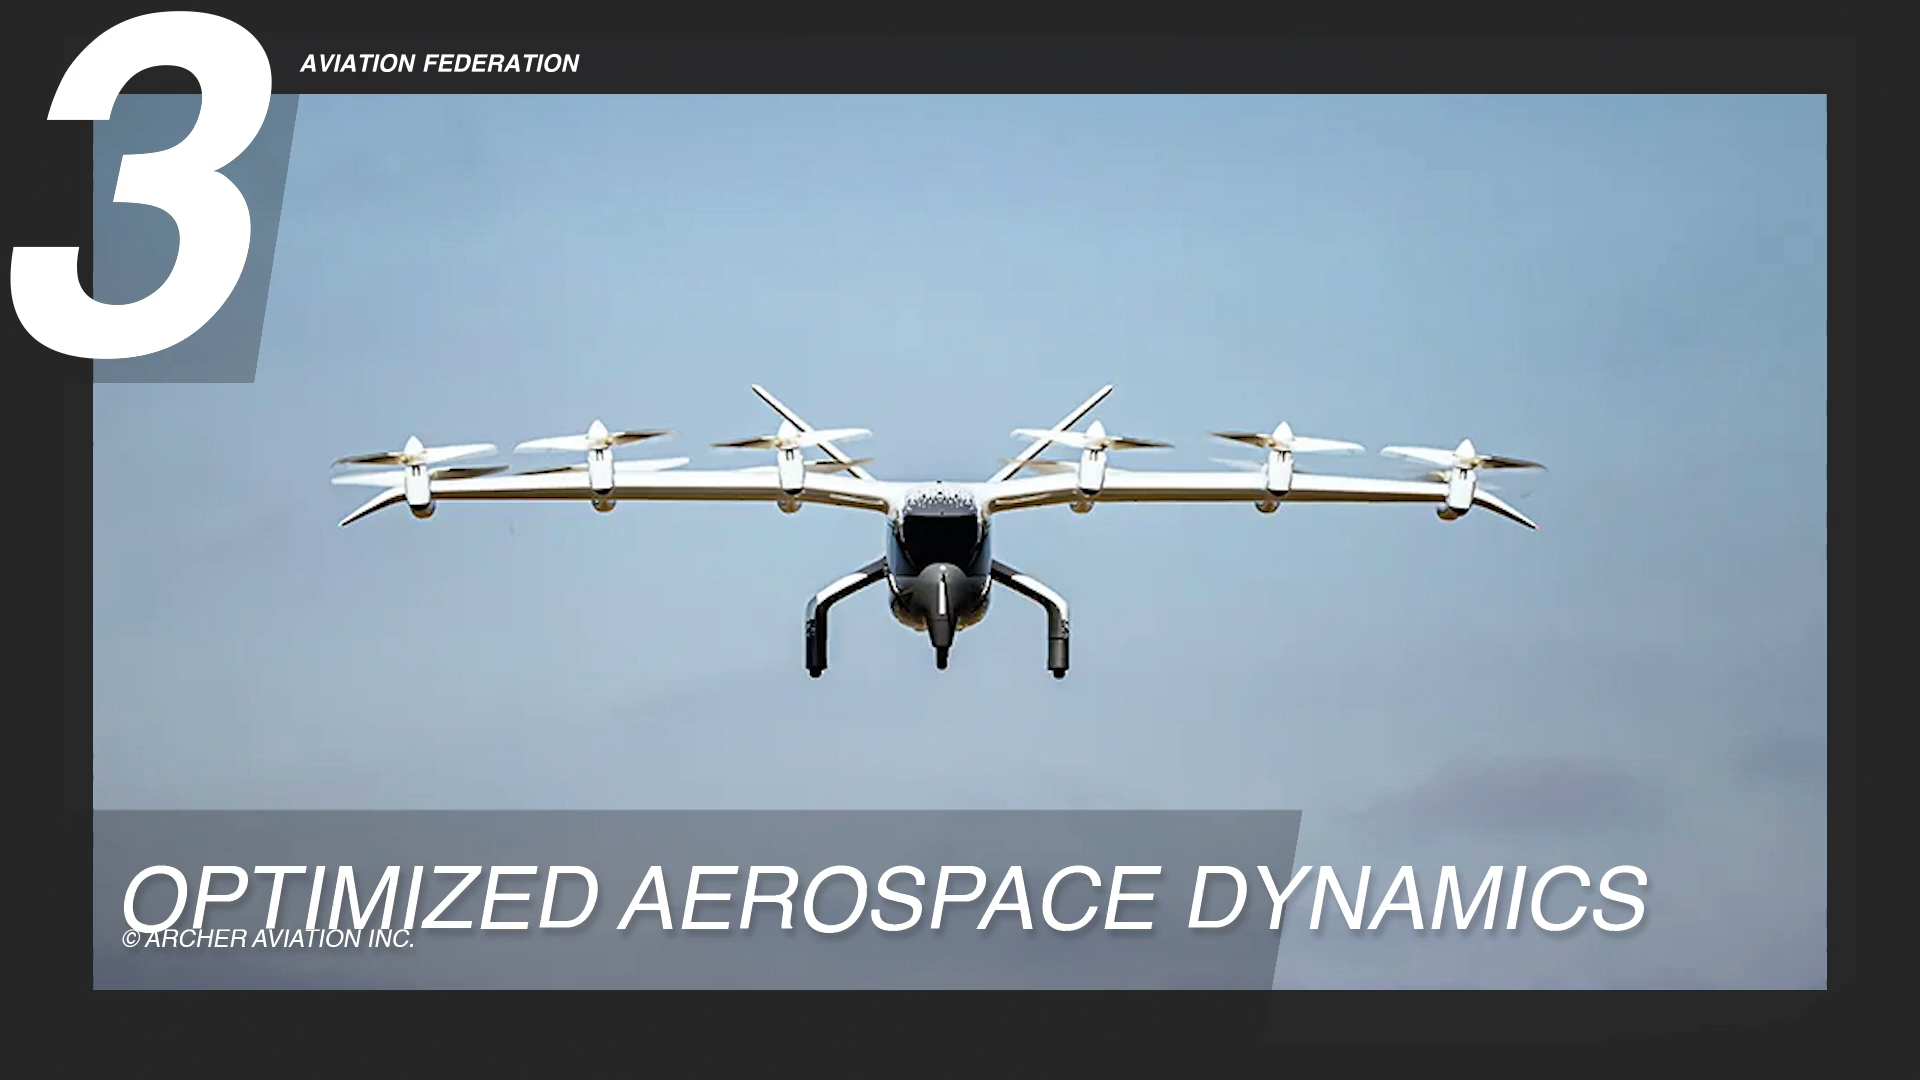 3
AVIATION FEDERATION
OPTIMIZED AEROSPACE DYNAMICS
© ARCHER AVIATION INC.